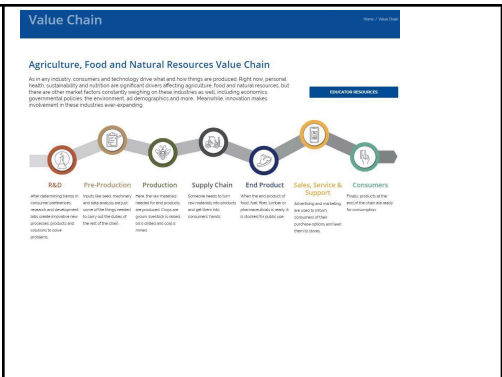 Value Chain
Home / Value Chain
Agriculture, Food and Natural Resources Value Chain
As in any industry, consumers and technology drive what and how things are produced. Right now, personal
health, sustainability and nutrition are significant drivers affecting agriculture, food and natural resources, but
there are other market factors constantly weighing on these industries as well, including economics,
governmental policies, the environment, ad demographics and more. Meanwhile, innovation makes
involvement in these industries ever-expanding.
EDUCATOR RESOURCES
R&D
After determining trends in
consumer preferences,
research and development
jobs create innovative new
processes, products and
solutions to solve
problems.
Pre-Production
Inputs like seed, machinery
and data analysis are just
some of the things needed
to carry out the duties of
the rest of the chain.
Production
Here, the raw materials
needed for end products
are produced. Crops are
grown, livestock is raised,
oil is drilled and coal is
mined.
Supply Chain
Someone needs to turn
raw materials into products
and get them into
consumers' hands.
End Product
When the end product of
food, fuel, fiber, lumber or
pharmaceuticals is ready, it
is stocked for public use.
Sales, Service &
Support
Advertising and marketing
are used to inform
consumers of their
purchase options and lead
them to stores.
Consumers
Finally, products at the
end of the chain are ready
for consumption.